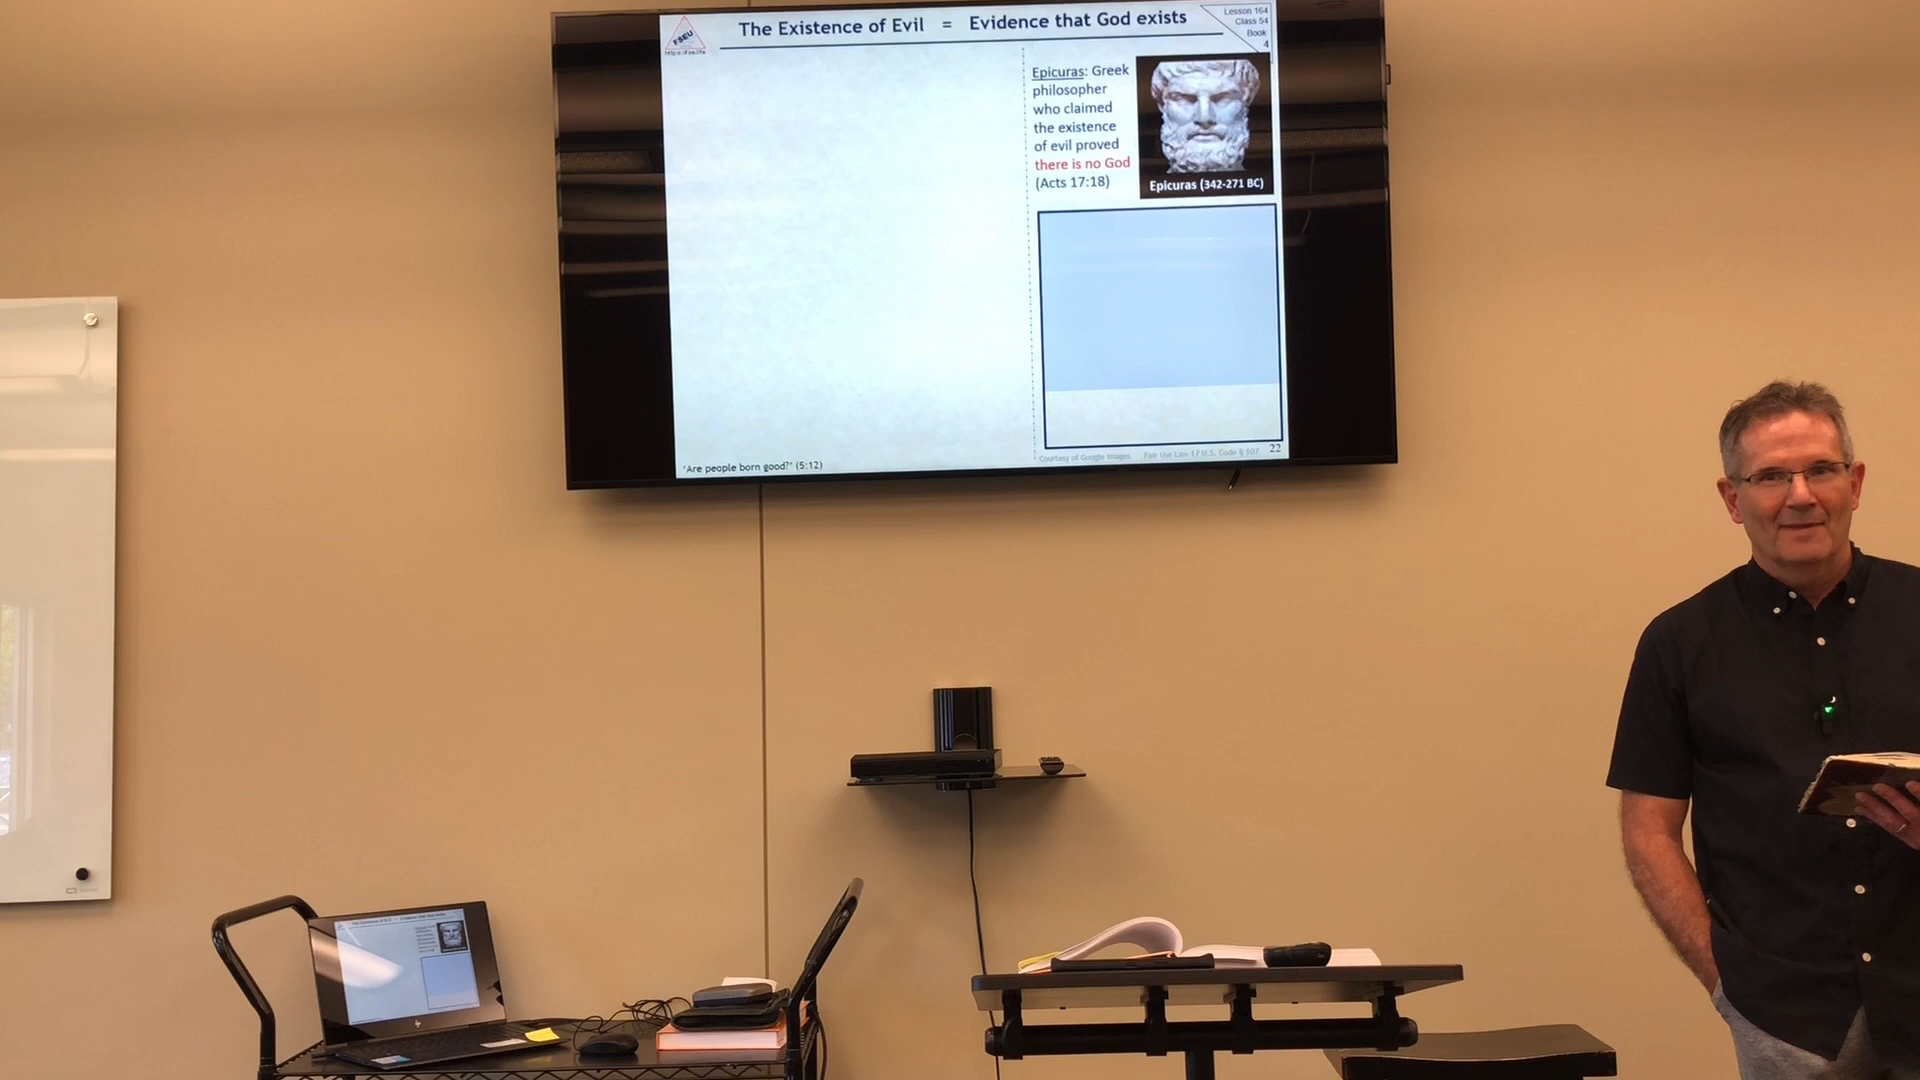 The Existence of Evil = Evidence that God exists
Lesson 164
Class 54
Book
4
FSEU
Epicuras: Greek
philosopher
who claimed
the existence
of evil proved
there is no God
(Acts 17:18)
Epicuras (342-271 BC)
'Are people born good?' (5:12)
* Courtesy of Google Images Fair Use Law 17 U.S. Code § 107
22